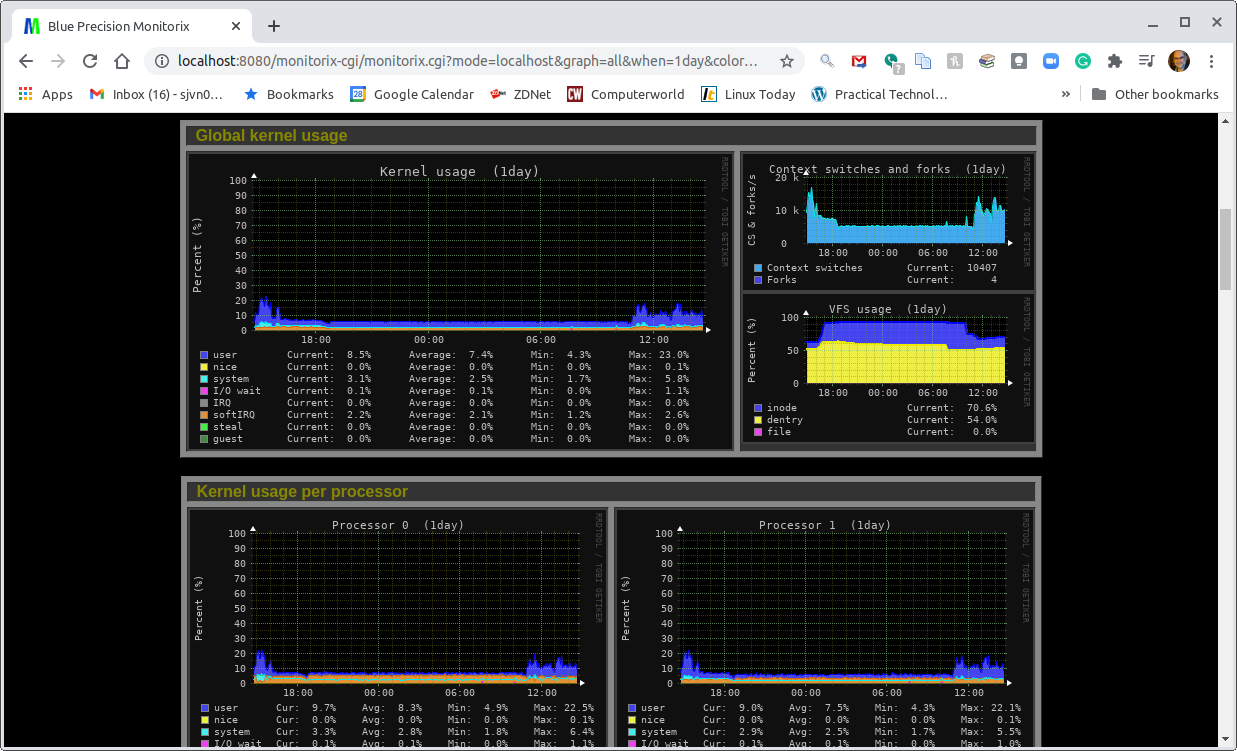 Blue Precision Monitorix
localhost:8080/monitorix-cgi/monitorix.cgi?mode=localhost&graph=all&when=1day&color...
Apps Inbox (16) - sjvn0... Bookmarks 28 Google Calendar ZDNet CW Computerworld Linux Today Practical Technol... » Other bookmarks
Global kernel usage
Kernel usage (1day)
RRDTOOL / TOBI OETIKER
Percent (%)
100
90
80
70
60
50
40
30
20
10
0
18:00 00:00 06:00 12:00
user Current: 8.5% Average: 7.4% Min: 4.3% Max: 23.0%
nice Current: 0.0% Average: 0.0% Min: 0.0% Max: 0.1%
system Current: 3.1% Average: 2.5% Min: 1.7% Max: 5.8%
I/O wait Current: 0.1% Average: 0.1% Min: 0.0% Max: 1.1%
IRQ Current: 0.0% Average: 0.0% Min: 0.0% Max: 0.0%
softIRQ Current: 2.2% Average: 2.1% Min: 1.2% Max: 2.6%
steal Current: 0.0% Average: 0.0% Min: 0.0% Max: 0.0%
guest Current: 0.0% Average: 0.0% Min: 0.0% Max: 0.0%
Context switches and forks (1day)
RRDTOOL / TOBI OETIKER
CS & forks/s
20 k
10 k
0
18:00 00:00 06:00 12:00
Context switches Current: 10407
Forks Current: 4
VFS usage (1day)
RRDTOOL / TOBI OETIKER
Percent (%)
100
50
0
18:00 00:00 06:00 12:00
inode Current: 70.6%
dentry Current: 54.0%
file Current: 0.0%
Kernel usage per processor
Processor 0 (1day)
RRDTOOL / TOBI OETIKER
Percent (%)
100
90
80
70
60
50
40
30
20
10
0
18:00 00:00 06:00 12:00
user Cur: 9.7% Avg: 8.3% Min: 4.9% Max: 22.5%
nice Cur: 0.0% Avg: 0.0% Min: 0.0% Max: 0.1%
system Cur: 3.3% Avg: 2.8% Min: 1.8% Max: 6.4%
I/O wait Cur: 0.1% Avg: 0.1% Min: 0.0% Max: 1.1%
Processor 1 (1day)
RRDTOOL / TOBI OETIKER
Percent (%)
100
90
80
70
60
50
40
30
20
10
0
18:00 00:00 06:00 12:00
user Cur: 9.0% Avg: 7.5% Min: 4.3% Max: 22.1%
nice Cur: 0.0% Avg: 0.0% Min: 0.0% Max: 0.1%
system Cur: 2.9% Avg: 2.5% Min: 1.7% Max: 5.5%
I/O wait Cur: 0.1% Avg: 0.1% Min: 0.0% Max: 1.0%